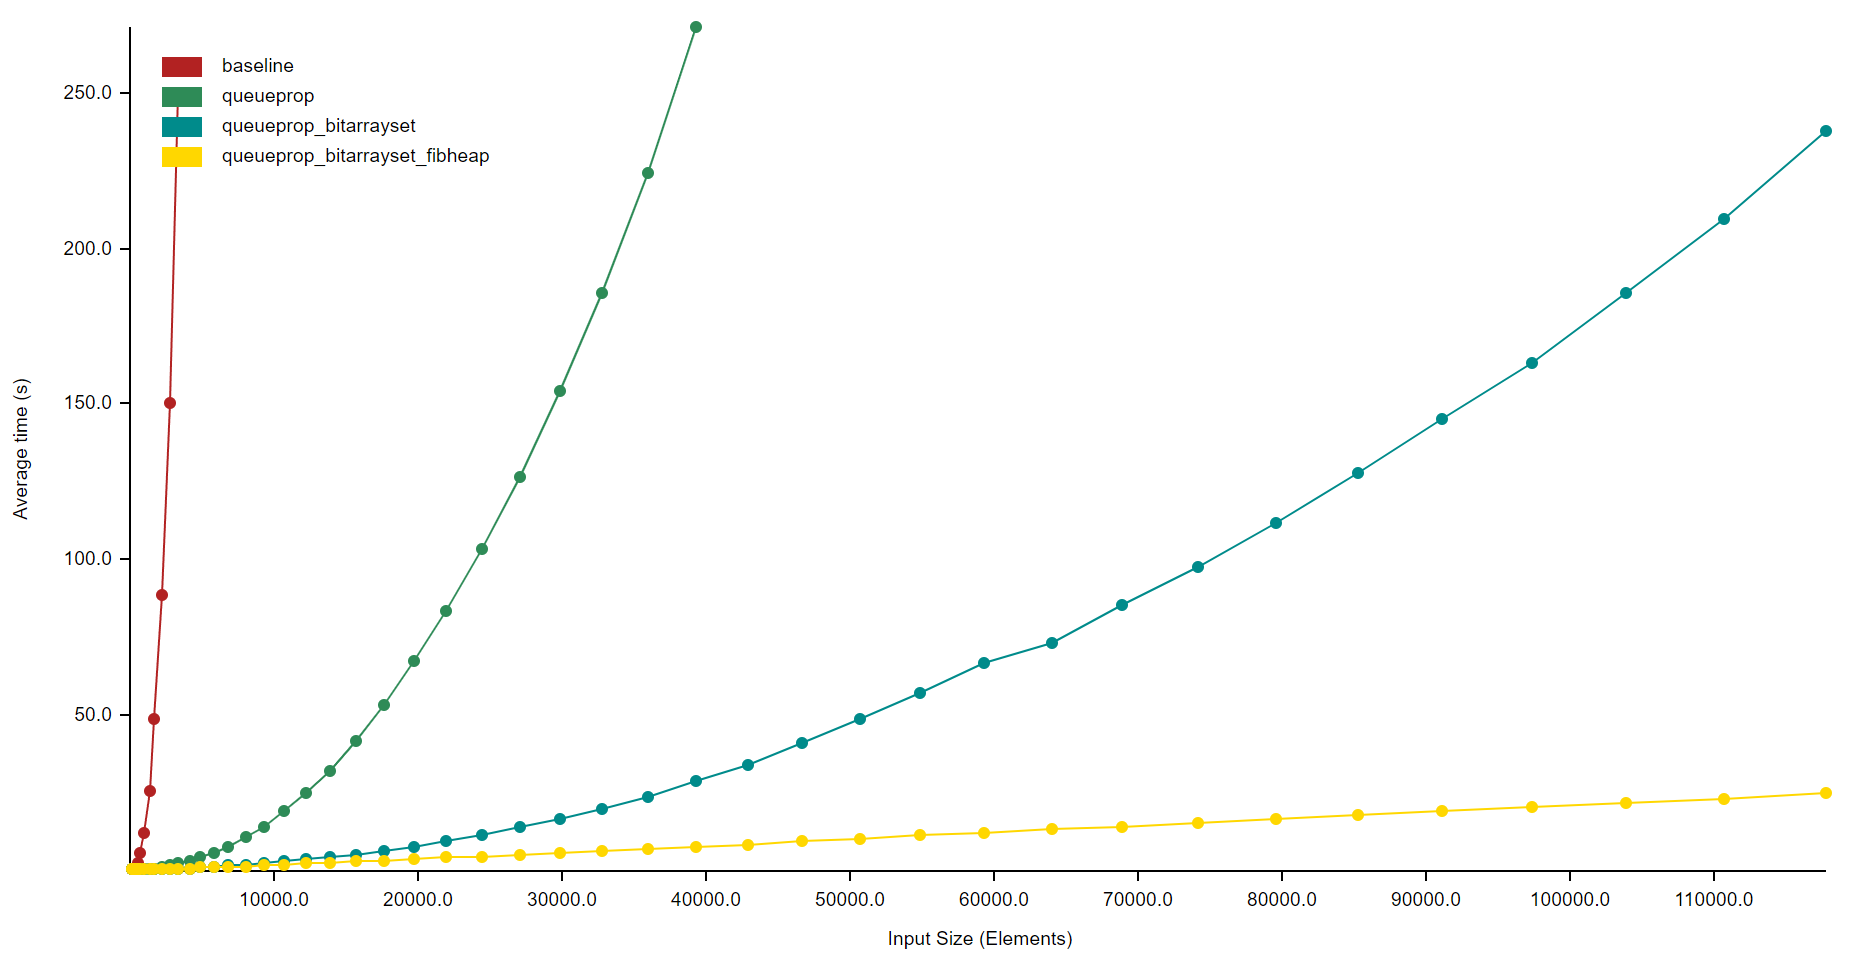 baseline
queueprop
queueprop_bitarrayset
queueprop_bitarrayset_fibheap
250.0
200.0
150.0
100.0
50.0
Average time (s)
10000.0 20000.0 30000.0 40000.0 50000.0 60000.0 70000.0 80000.0 90000.0 100000.0 110000.0
Input Size (Elements)